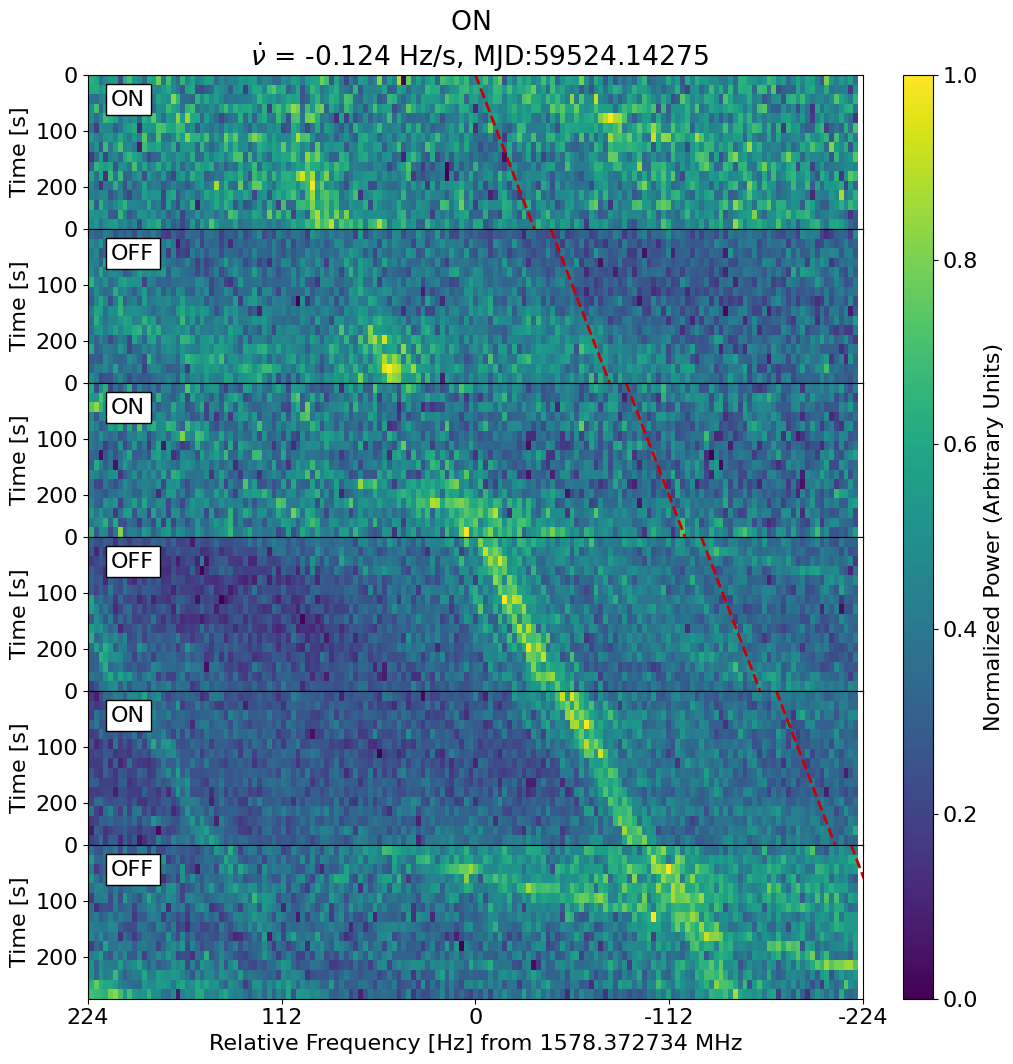 ON
ν̇ = -0.124 Hz/s, MJD:59524.14275
0
ON
100
Time [s]
200
0
OFF
100
Time [s]
200
0
ON
100
Time [s]
200
0
OFF
100
Time [s]
200
0
ON
100
Time [s]
200
0
OFF
100
Time [s]
200
224
112
0
-112
-224
Relative Frequency [Hz] from 1578.372734 MHz
1.0
0.8
0.6
0.4
0.2
0.0
Normalized Power (Arbitrary Units)